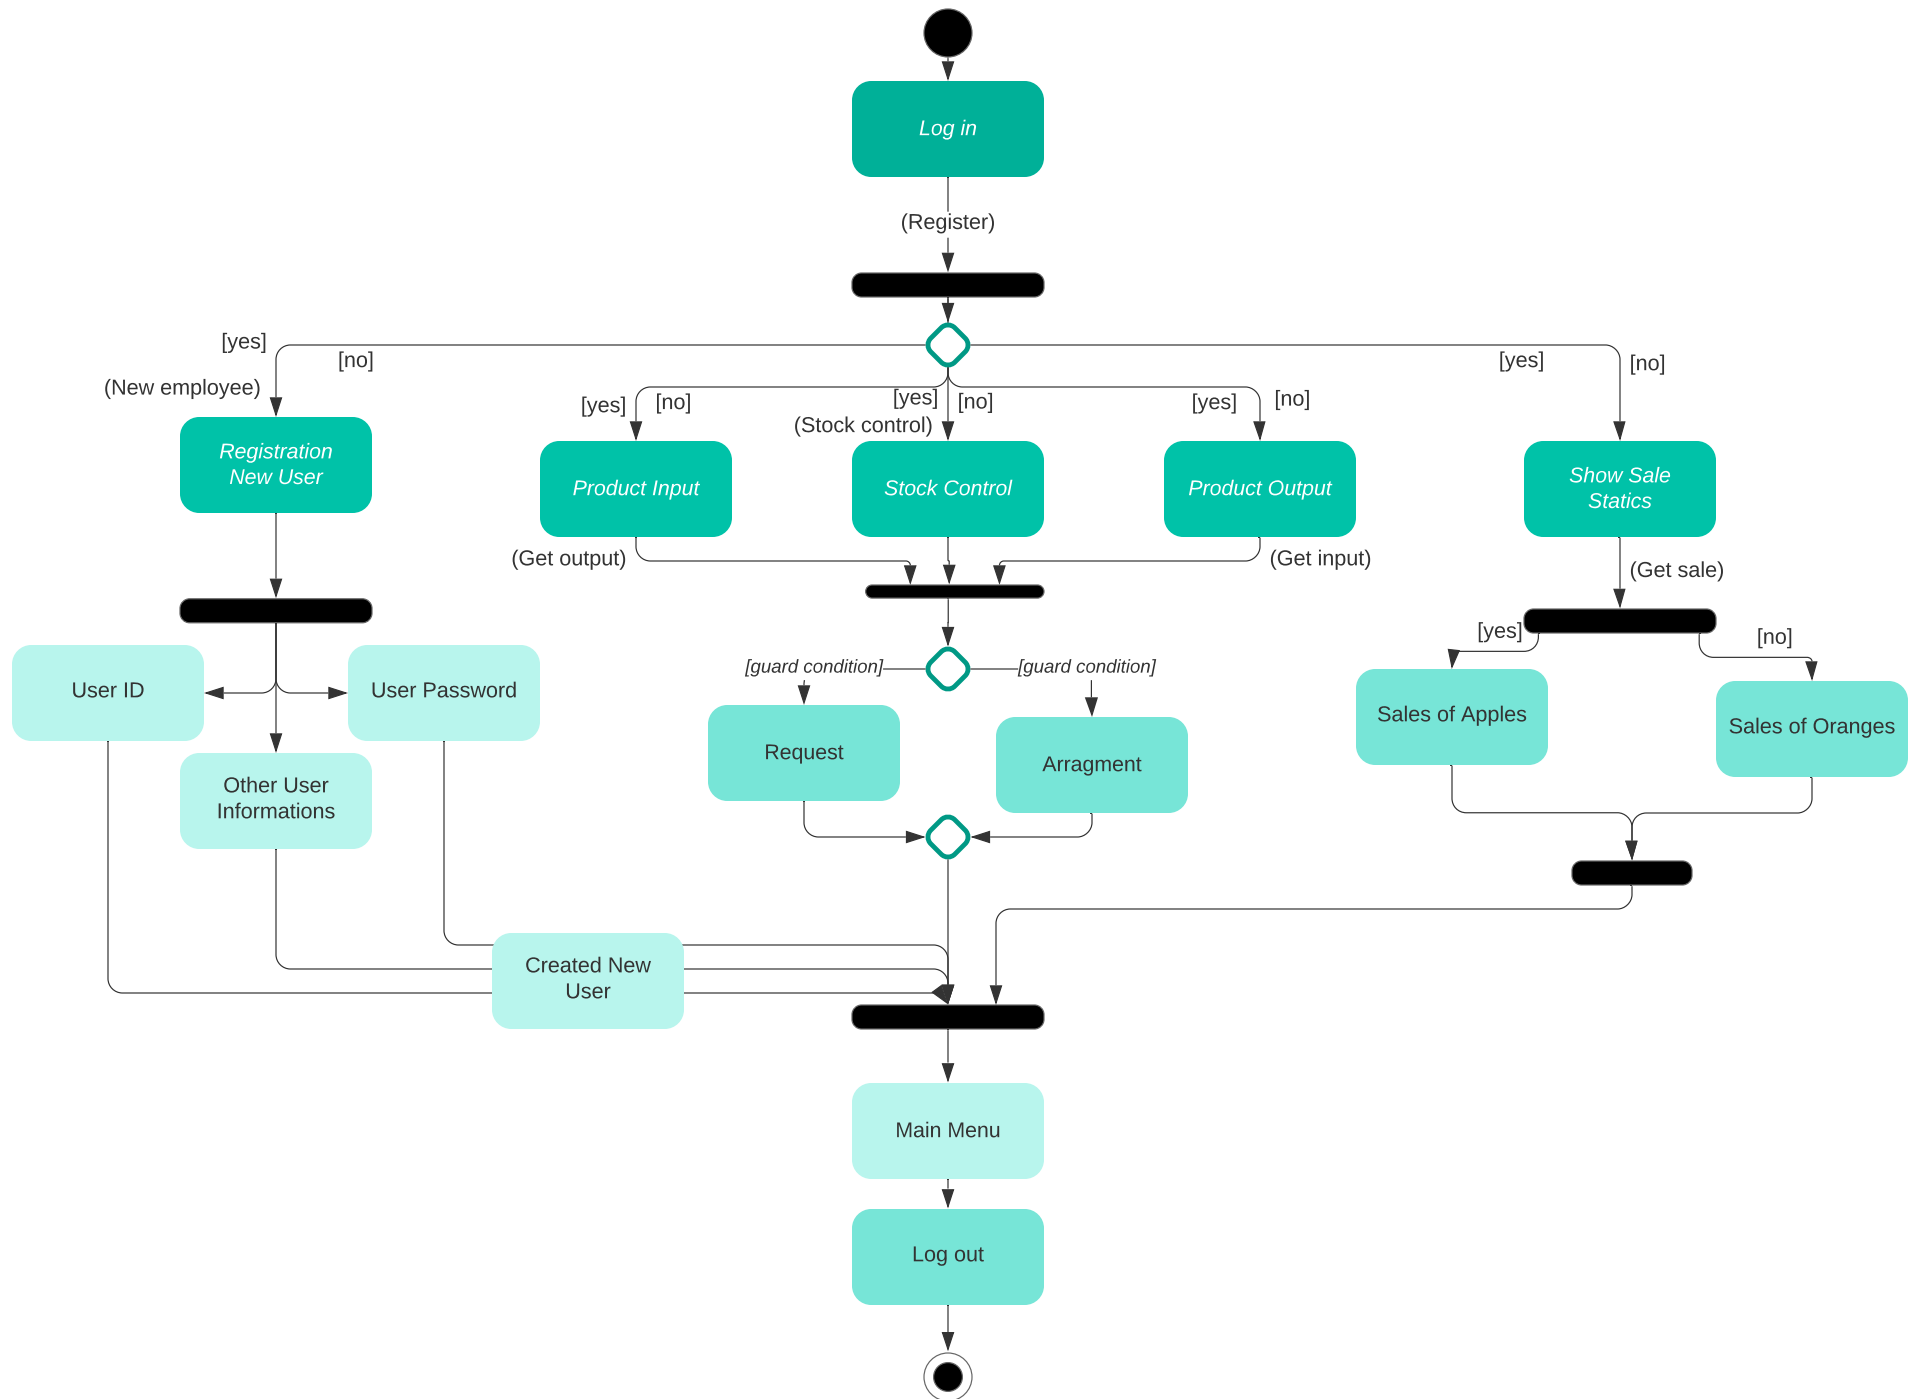 Log in
(Register)
[yes]
[no]
(New employee)
[yes]
[no]
[yes]
[no]
(Stock control)
[yes]
[no]
[yes]
[no]
Registration
New User
Product Input
Stock Control
Product Output
Show Sale
Statics
(Get output)
(Get input)
(Get sale)
[yes]
[no]
[guard condition]
[guard condition]
User ID
User Password
Other User
Informations
Request
Arragment
Sales of Apples
Sales of Oranges
Created New
User
Main Menu
Log out